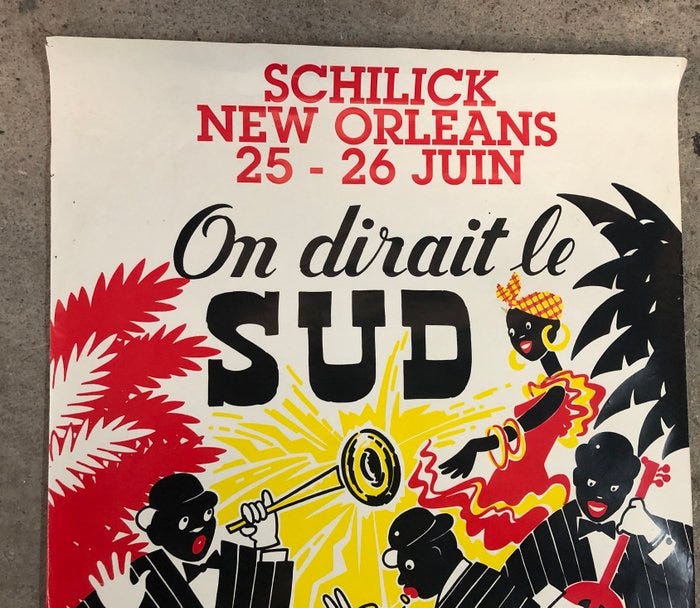 SCHILICK
NEW ORLEANS
25 - 26 JUIN
On dirait le
SUD